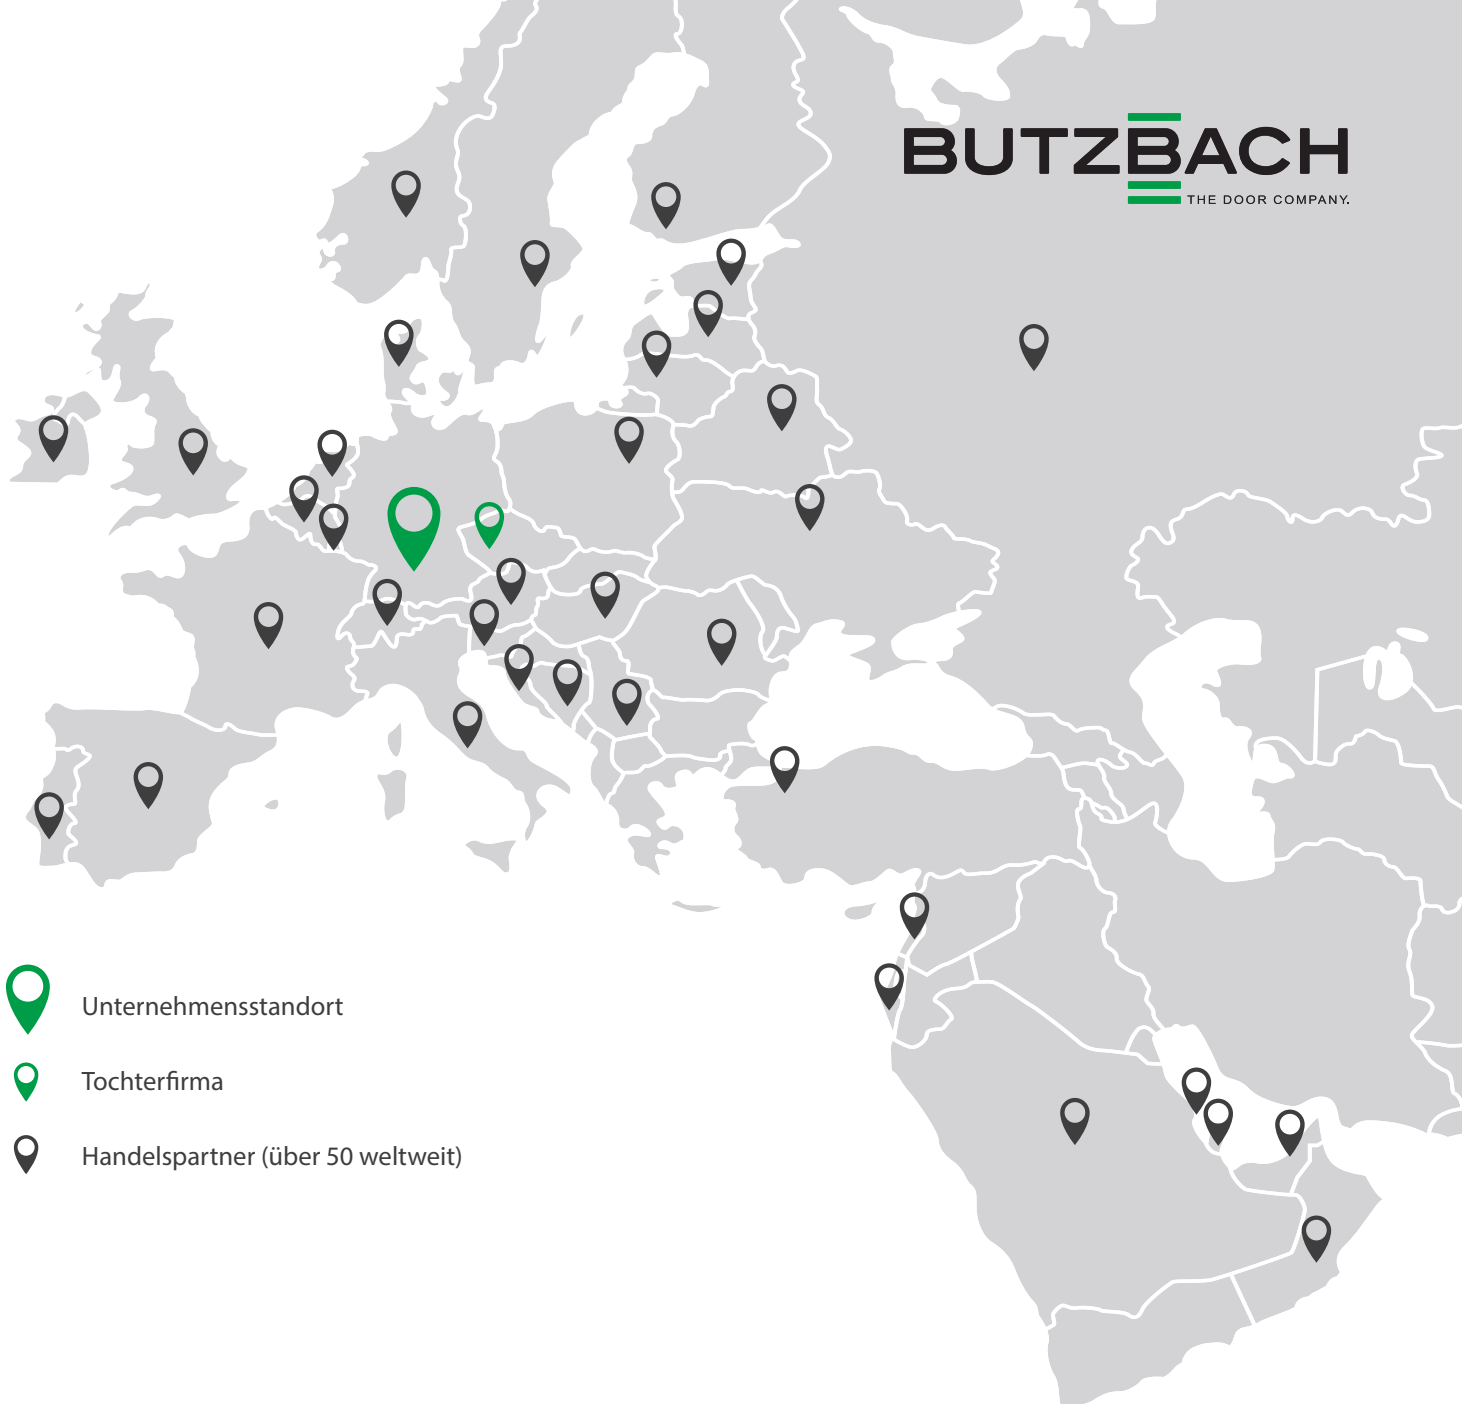 BUTZBACH
THE DOOR COMPANY.
Unternehmensstandort
Tochterfirma
Handelspartner (über 50 weltweit)